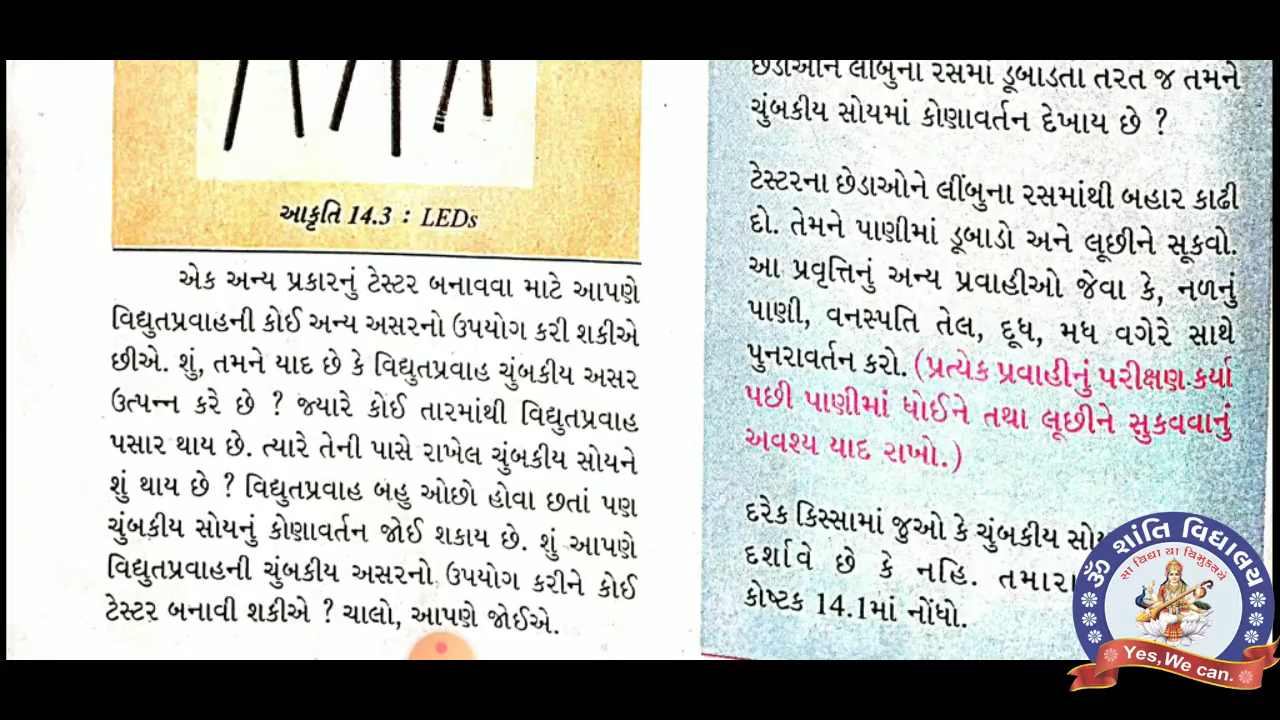 આકૃતિ 14.3 : LEDs
એક અન્ય પ્રકારનું ટેસ્ટર બનાવવા માટે આપણે
વિદ્યુતપ્રવાહની કોઈ અન્ય અસરનો ઉપયોગ કરી શકીએ
છીએ. શું, તમને યાદ છે કે વિદ્યુતપ્રવાહ ચુંબકીય અસર
ઉત્પન્ન કરે છે ? જ્યારે કોઈ તારમાંથી વિદ્યુતપ્રવાહ
પસાર થાય છે. ત્યારે તેની પાસે રાખેલ ચુંબકીય સોયને
શું થાય છે ? વિદ્યુતપ્રવાહ બહુ ઓછો હોવા છતાં પણ
ચુંબકીય સોયનું કોણાવર્તન જોઈ શકાય છે. શું આપણે
વિદ્યુતપ્રવાહની ચુંબકીય અસરનો ઉપયોગ કરીને કોઈ
ટેસ્ટર બનાવી શકીએ ? ચાલો, આપણે જોઈએ.
છેડાઓને લીંબુના રસમાં ડૂબાડતા તરત જ તમને
ચુંબકીય સોયમાં કોણાવર્તન દેખાય છે ?
ટેસ્ટરના છેડાઓને લીંબુના રસમાંથી બહાર કાઢી
દો. તેમને પાણીમાં ડૂબાડો અને લૂછીને સૂકવો.
આ પ્રવૃત્તિનું અન્ય પ્રવાહીઓ જેવા કે, નળનું
પાણી, વનસ્પતિ તેલ, દૂધ, મધ વગેરે સાથે
પુનરાવર્તન કરો. (પ્રત્યેક પ્રવાહીનું પરીક્ષણ કર્યા
પછી પાણીમાં ધોઈને તથા લૂછીને સુકવવાનું
અવશ્ય યાદ રાખો.)
દરેક કિસ્સામાં જુઓ કે ચુંબકીય સોય
દર્શાવે છે કે નહિ. તમારા
કોષ્ટક 14.1માં નોંધો.
ૐ શાંતિ વિદ્યાલય
સા વિદ્યા યા વિમુક્તયે
Yes, We can.